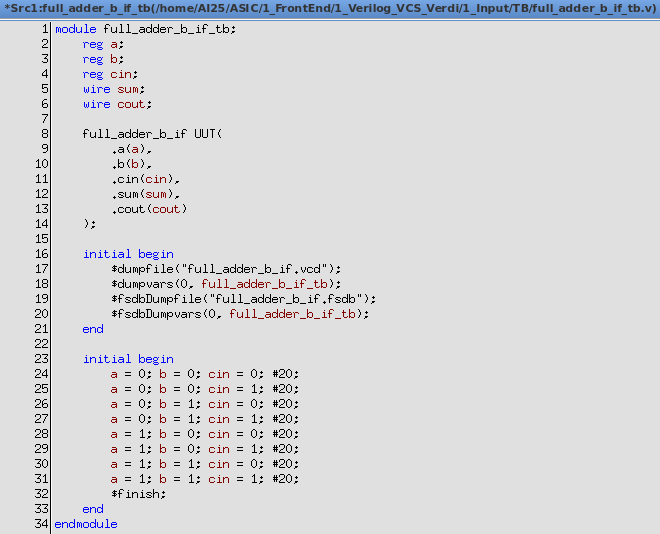 *Src1:full_adder_b_if_tb(/home/AI25/ASIC/1_FrontEnd/1_Verilog_VCS_Verdi/1_Input/TB/full_adder_b_if_tb.v)
1 module full_adder_b_if_tb;
2     reg a;
3     reg b;
4     reg cin;
5     wire sum;
6     wire cout;
7
8     full_adder_b_if UUT(
9         .a(a),
10         .b(b),
11         .cin(cin),
12         .sum(sum),
13         .cout(cout)
14     );
15
16     initial begin
17         $dumpfile("full_adder_b_if.vcd");
18         $dumpvars(0, full_adder_b_if_tb);
19         $fsdbDumpfile("full_adder_b_if.fsdb");
20         $fsdbDumpvars(0, full_adder_b_if_tb);
21     end
22
23     initial begin
24         a = 0; b = 0; cin = 0; #20;
25         a = 0; b = 0; cin = 1; #20;
26         a = 0; b = 1; cin = 0; #20;
27         a = 0; b = 1; cin = 1; #20;
28         a = 1; b = 0; cin = 0; #20;
29         a = 1; b = 0; cin = 1; #20;
30         a = 1; b = 1; cin = 0; #20;
31         a = 1; b = 1; cin = 1; #20;
32         $finish;
33     end
34 endmodule